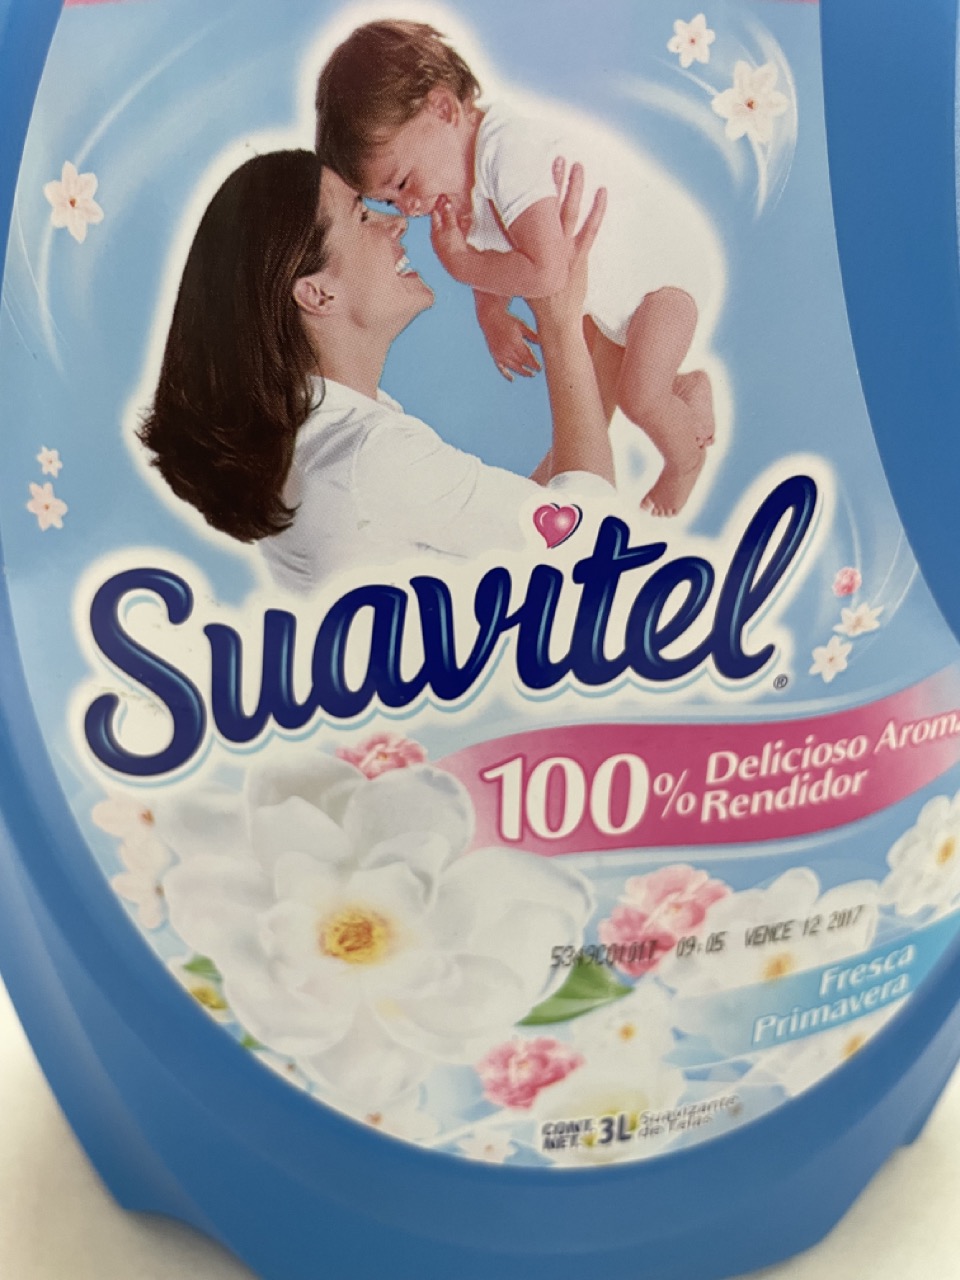 Suavitel®
100% Delicioso Aroma
Rendidor
5349C01017 09:05 VENCE 12 2017
Fresca
Primavera
CONT.
NET. 3L Suavizante
de Telas